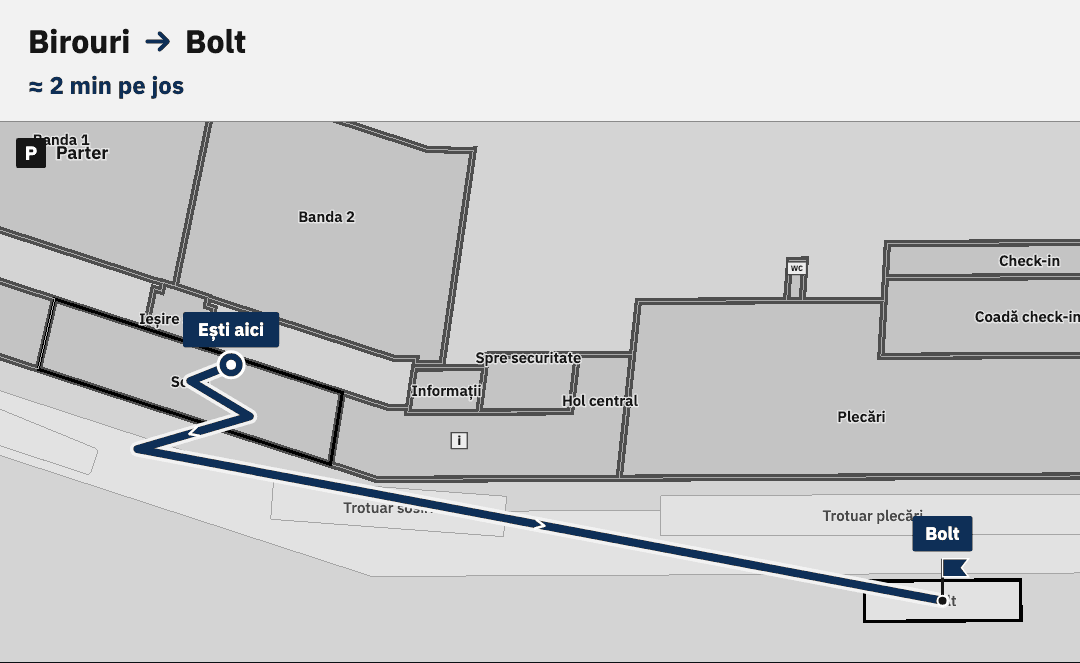 Birouri → Bolt
≈ 2 min pe jos
Banda 1
P Parter
Banda 2
wc
Check-in
Coadă check-in
Ieșire
Ești aici
Spre securitate
Informații
Hol central
Plecări
i
Trotuar
Trotuar plecări
Bolt